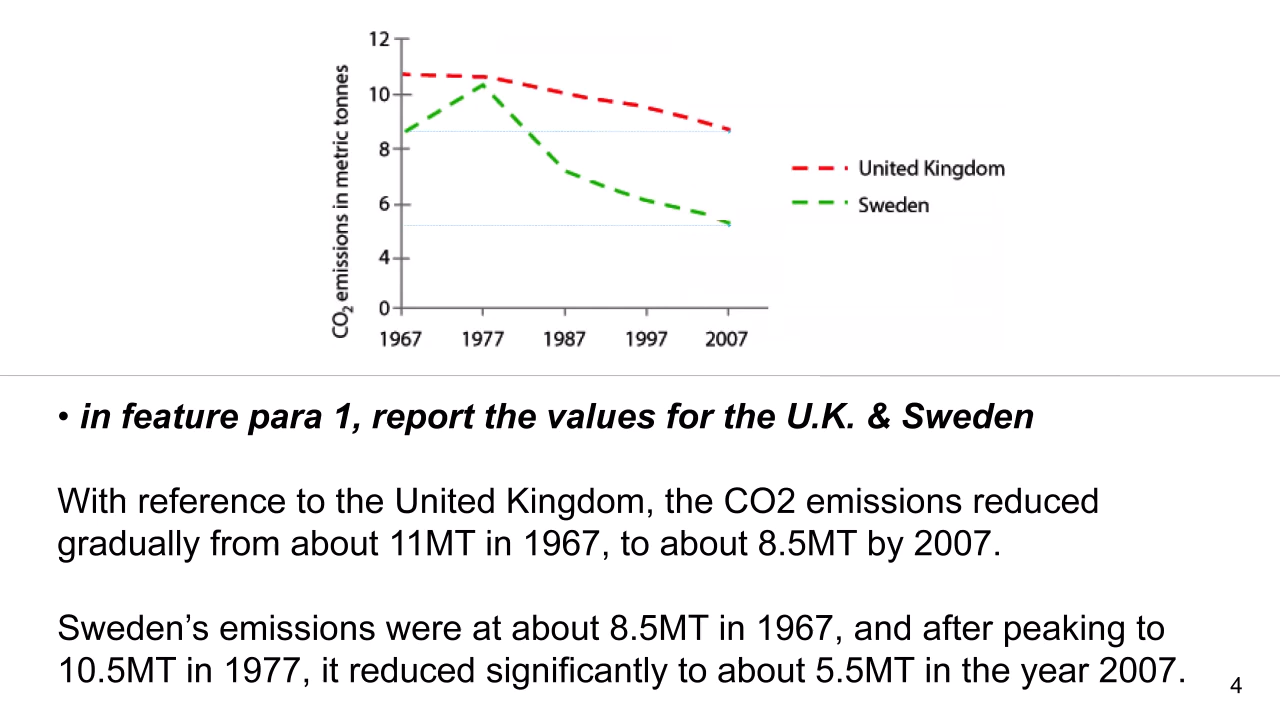 12
10
8
6
4
0
CO2 emissions in metric tonnes
1967 1977 1987 1997 2007
United Kingdom
Sweden
• in feature para 1, report the values for the U.K. & Sweden
With reference to the United Kingdom, the CO2 emissions reduced
gradually from about 11MT in 1967, to about 8.5MT by 2007.
Sweden’s emissions were at about 8.5MT in 1967, and after peaking to
10.5MT in 1977, it reduced significantly to about 5.5MT in the year 2007.
4